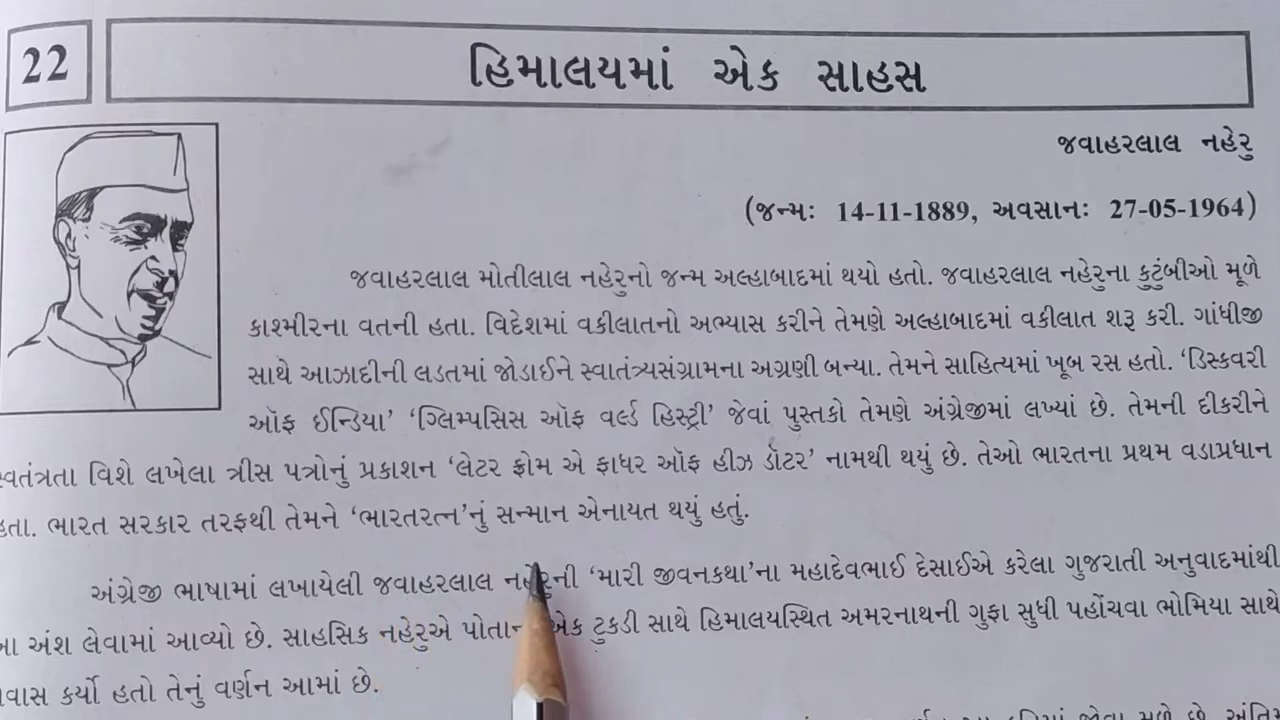 22
હિમાલયમાં એક સાહસ
જવાહરલાલ નહેરુ
(જન્મઃ 14-11-1889, અવસાનઃ 27-05-1964)
જવાહરલાલ મોતીલાલ નહેરુનો જન્મ અલ્હાબાદમાં થયો હતો. જવાહરલાલ નહેરુના કુટુંબીઓ મૂળે
કાશ્મીરના વતની હતા. વિદેશમાં વકીલાતનો અભ્યાસ કરીને તેમણે અલ્હાબાદમાં વકીલાત શરૂ કરી. ગાંધીજી
સાથે આઝાદીની લડતમાં જોડાઈને સ્વાતંત્ર્યસંગ્રામના અગ્રણી બન્યા. તેમને સાહિત્યમાં ખૂબ રસ હતો. ‘ડિસ્કવરી
ઑફ ઈન્ડિયા’ ‘ગ્લિમ્પસિસ ઑફ વર્લ્ડ હિસ્ટ્રી’ જેવાં પુસ્તકો તેમણે અંગ્રેજીમાં લખ્યાં છે. તેમની દીકરીને
સ્વતંત્રતા વિશે લખેલા ત્રીસ પત્રોનું પ્રકાશન ‘લેટર ફ્રોમ એ ફાધર ઑફ હીઝ ડૉટર’ નામથી થયું છે. તેઓ ભારતના પ્રથમ વડાપ્રધાન
હતા. ભારત સરકાર તરફથી તેમને ‘ભારતરત્ન’નું સન્માન એનાયત થયું હતું.
અંગ્રેજી ભાષામાં લખાયેલી જવાહરલાલ નહેરુની ‘મારી જીવનકથા’ના મહાદેવભાઈ દેસાઈએ કરેલા ગુજરાતી અનુવાદમાંથી
આ અંશ લેવામાં આવ્યો છે. સાહસિક નહેરુએ પોતાની એક ટુકડી સાથે હિમાલયસ્થિત અમરનાથની ગુફા સુધી પહોંચવા ભોમિયા સાથે
પ્રવાસ કર્યો હતો તેનું વર્ણન આમાં છે.